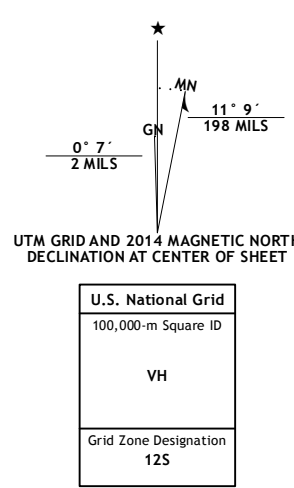 MN
11° 9´
198 MILS
GN
0° 7´
2 MILS
UTM GRID AND 2014 MAGNETIC NORTH
DECLINATION AT CENTER OF SHEET
U.S. National Grid
100,000-m Square ID
VH
Grid Zone Designation
12S